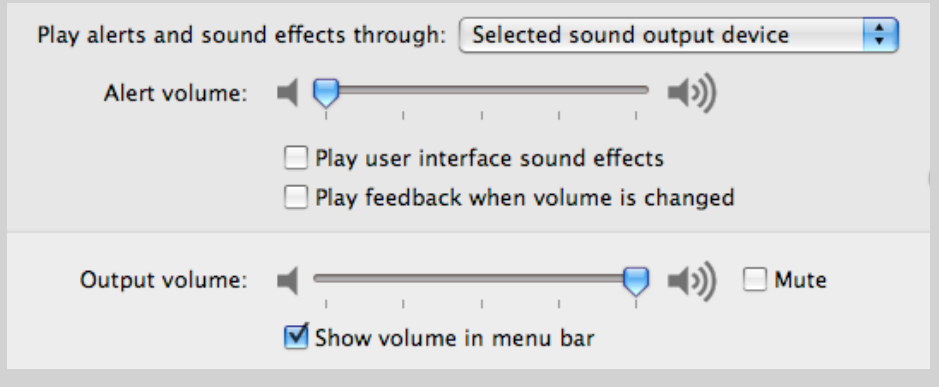 Play alerts and sound effects through: Selected sound output device
Alert volume:
Play user interface sound effects
Play feedback when volume is changed
Output volume: Mute
Show volume in menu bar